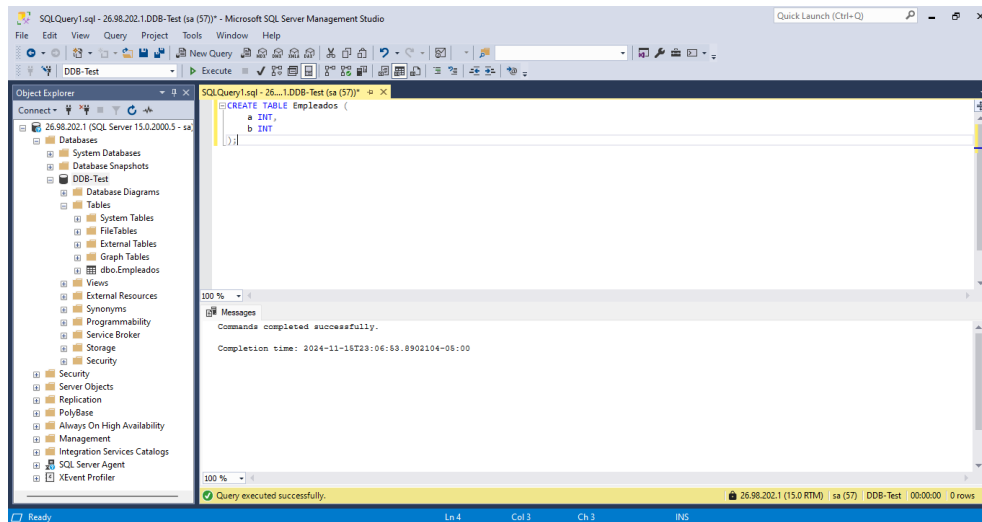 SQLQuery1.sql - 26.98.202.1.DDB-Test (sa (57))* - Microsoft SQL Server Management Studio
Quick Launch (Ctrl+Q)
File Edit View Query Project Tools Window Help
New Query
DDB-Test
Execute
Object Explorer
Connect
26.98.202.1 (SQL Server 15.0.2000.5 - sa)
Databases
System Databases
Database Snapshots
DDB-Test
Database Diagrams
Tables
System Tables
FileTables
External Tables
Graph Tables
dbo.Empleados
Views
External Resources
Synonyms
Programmability
Service Broker
Storage
Security
Security
Server Objects
Replication
PolyBase
Always On High Availability
Management
Integration Services Catalogs
SQL Server Agent
XEvent Profiler
SQLQuery1.sql - 26....1.DDB-Test (sa (57))*
CREATE TABLE Empleados (
a INT,
b INT
);
100 %
Messages
Commands completed successfully.
Completion time: 2024-11-15T23:06:53.8902104-05:00
100 %
Query executed successfully.
26.98.202.1 (15.0 RTM) sa (57) DDB-Test 00:00:00 0 rows
Ready Ln 4 Col 3 Ch 3 INS